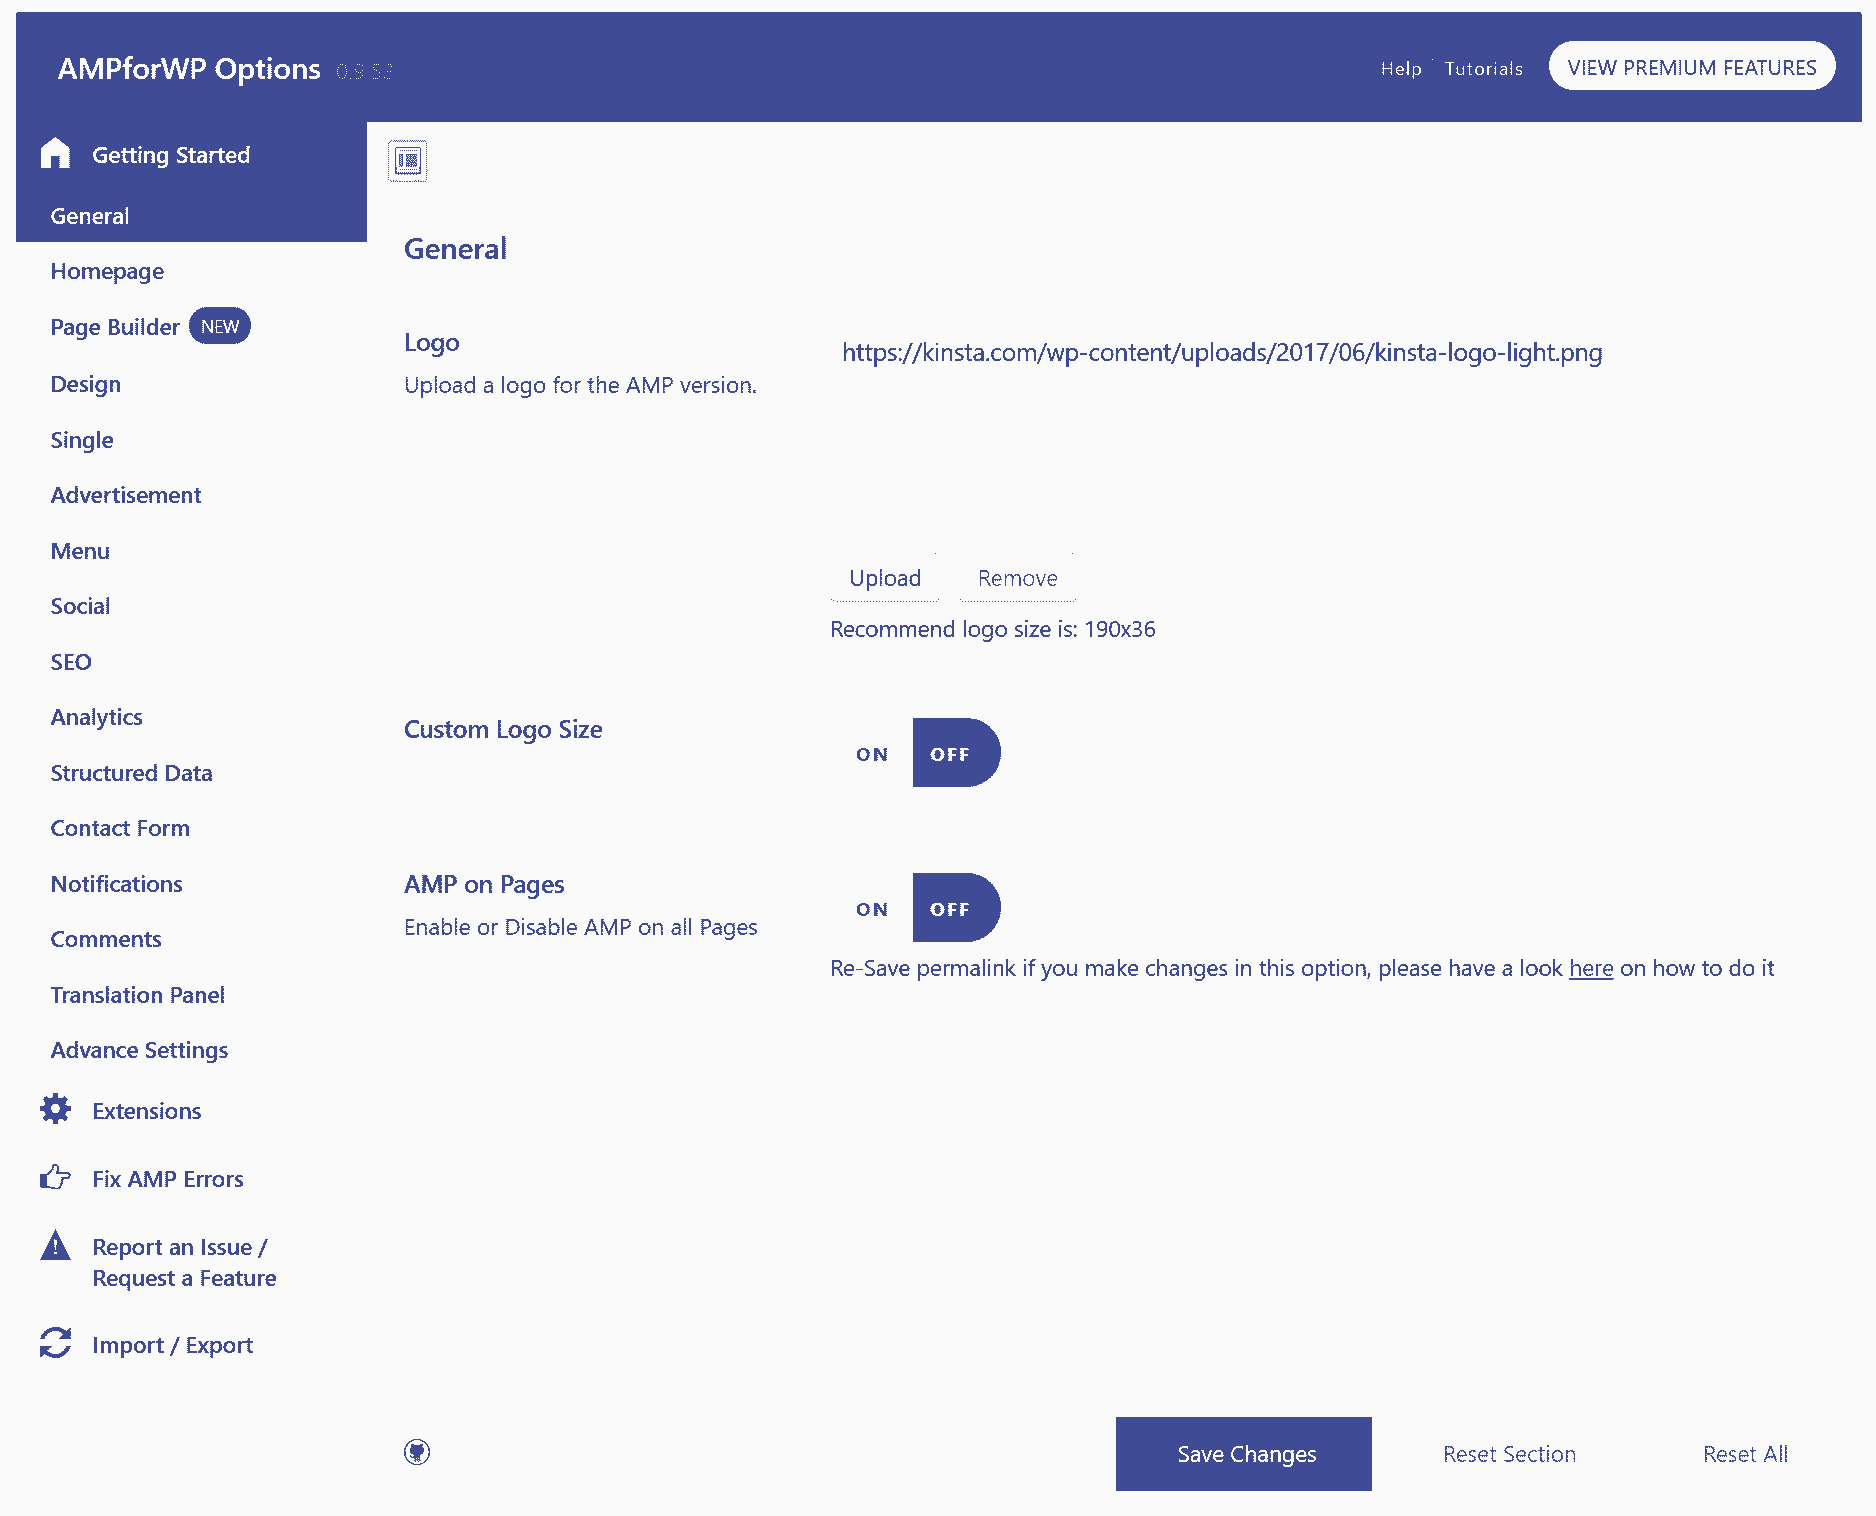 AMPforWP Options 0.9.53
Help Tutorials VIEW PREMIUM FEATURES
Getting Started
General
Homepage
Page Builder NEW
Design
Single
Advertisement
Menu
Social
SEO
Analytics
Structured Data
Contact Form
Notifications
Comments
Translation Panel
Advance Settings
Extensions
Fix AMP Errors
Report an Issue /
Request a Feature
Import / Export
General
Logo
Upload a logo for the AMP version.
https://kinsta.com/wp-content/uploads/2017/06/kinsta-logo-light.png
Upload Remove
Recommend logo size is: 190x36
Custom Logo Size
ON OFF
AMP on Pages
Enable or Disable AMP on all Pages
ON OFF
Re-Save permalink if you make changes in this option, please have a look here on how to do it
Save Changes Reset Section Reset All